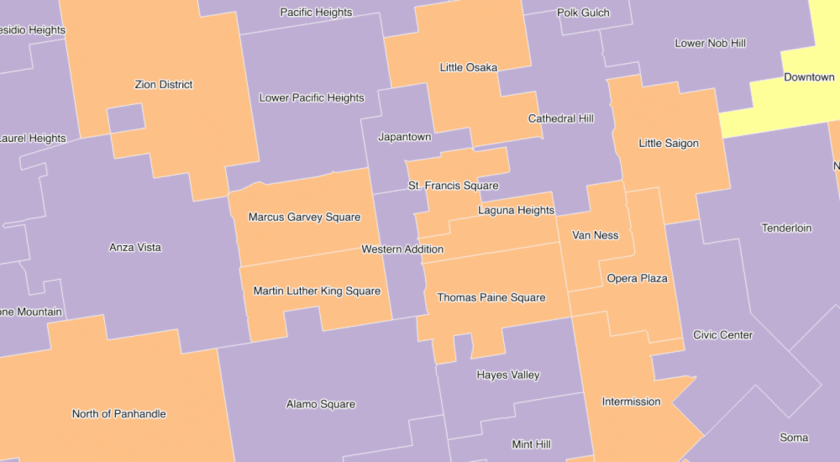 Pacific Heights
Polk Gulch
esidio Heights
Lower Nob Hill
Little Osaka
Downtown
Zion District
Lower Pacific Heights
Cathedral Hill
Laurel Heights
Japantown
Little Saigon
N
St. Francis Square
Laguna Heights
Marcus Garvey Square
Tenderloin
Van Ness
Anza Vista
Western Addition
Opera Plaza
Martin Luther King Square
Thomas Paine Square
one Mountain
Civic Center
Hayes Valley
Intermission
Alamo Square
North of Panhandle
Soma
Mint Hill